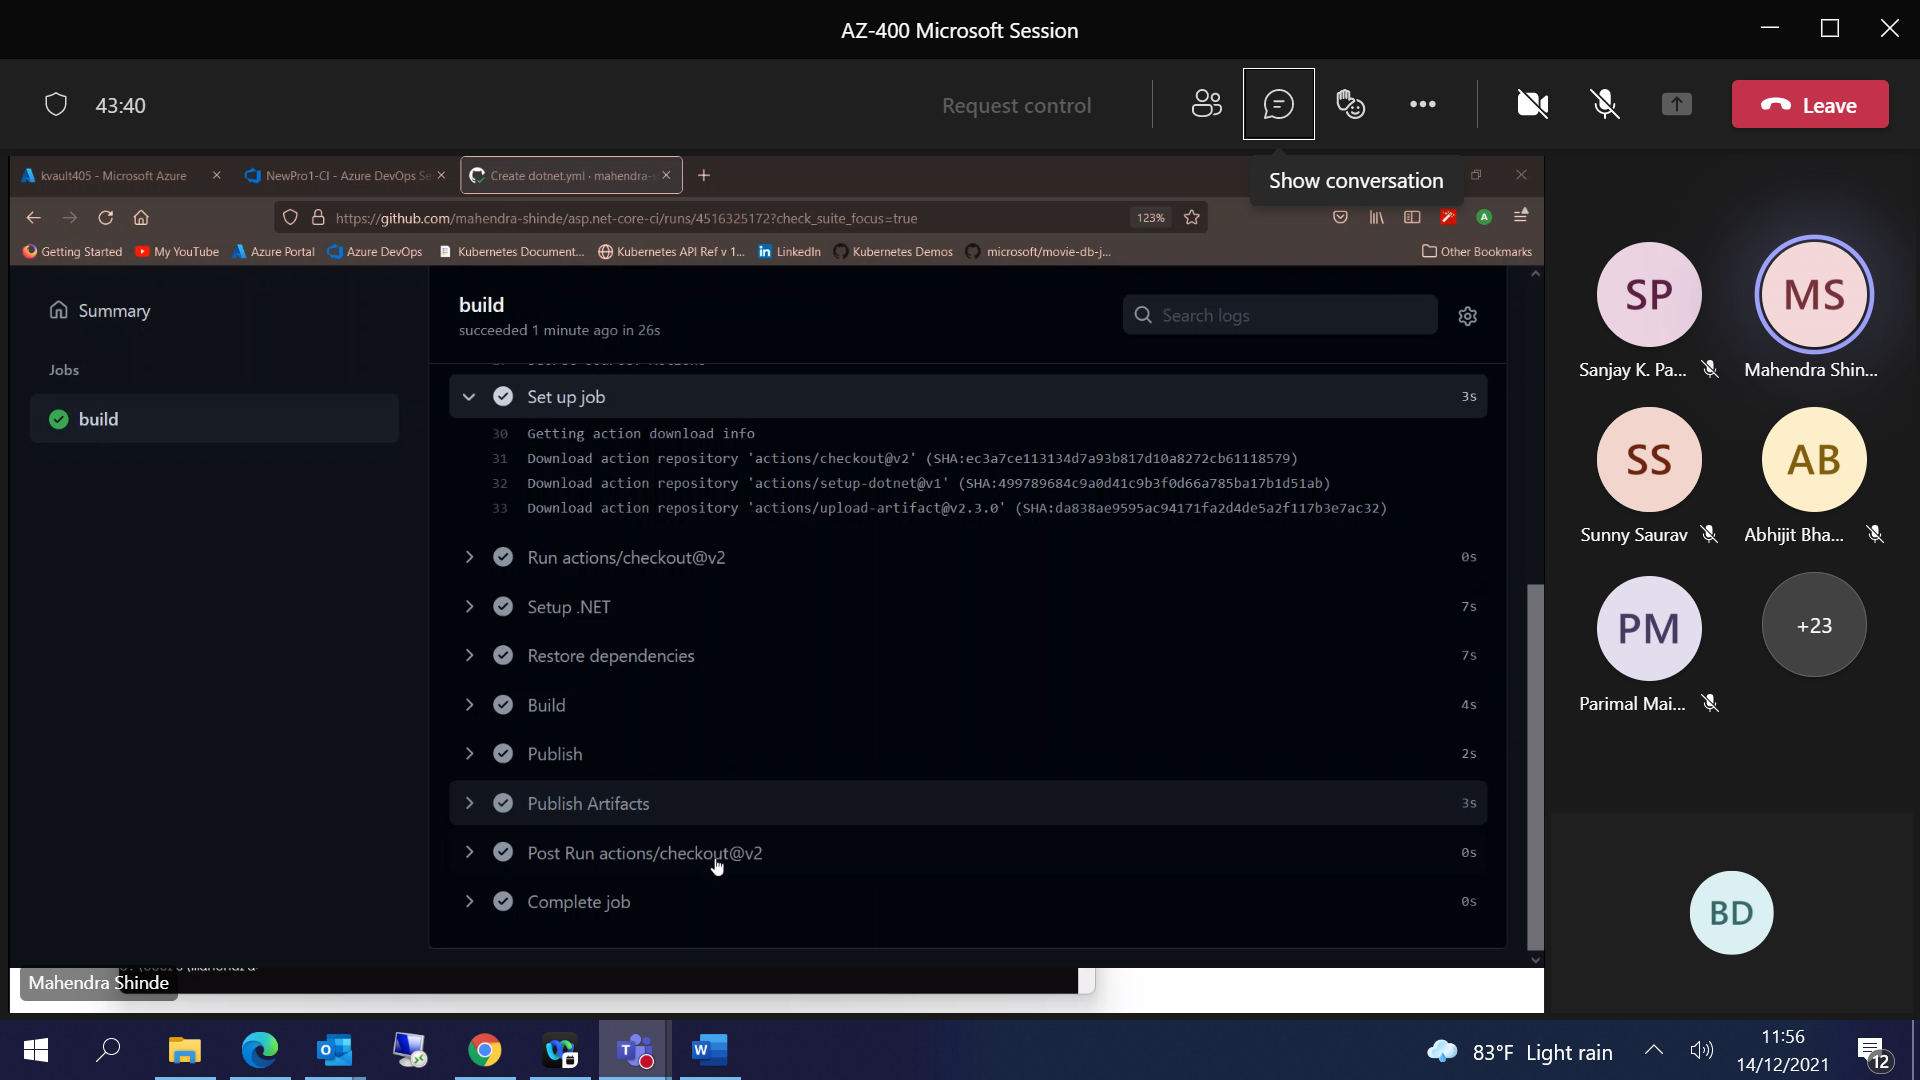 AZ-400 Microsoft Session
43:40
Request control
Leave
Show conversation
kvault405 - Microsoft Azure
NewPro1-CI - Azure DevOps Se
Create dotnet.yml · mahendra-s
https://github.com/mahendra-shinde/asp.net-core-ci/runs/4516325172?check_suite_focus=true
123%
A
Getting Started
My YouTube
Azure Portal
Azure DevOps
Kubernetes Document...
Kubernetes API Ref v 1...
LinkedIn
Kubernetes Demos
microsoft/movie-db-j...
Other Bookmarks
Summary
Jobs
build
build
succeeded 1 minute ago in 26s
Search logs
Set up job
3s
30 Getting action download info
31 Download action repository 'actions/checkout@v2' (SHA:ec3a7ce113134d7a93b817d10a8272cb61118579)
32 Download action repository 'actions/setup-dotnet@v1' (SHA:499789684c9a0d41c9b3f0d66a785ba17b1d51ab)
33 Download action repository 'actions/upload-artifact@v2.3.0' (SHA:da838ae9595ac94171fa2d4de5a2f117b3e7ac32)
Run actions/checkout@v2
0s
Setup .NET
7s
Restore dependencies
7s
Build
4s
Publish
2s
Publish Artifacts
3s
Post Run actions/checkout@v2
0s
Complete job
0s
Mahendra Shinde
SP
MS
Sanjay K. Pa...
Mahendra Shin...
SS
AB
Sunny Saurav
Abhijit Bha...
PM
+23
Parimal Mai...
BD
83°F Light rain
11:56
14/12/2021
12